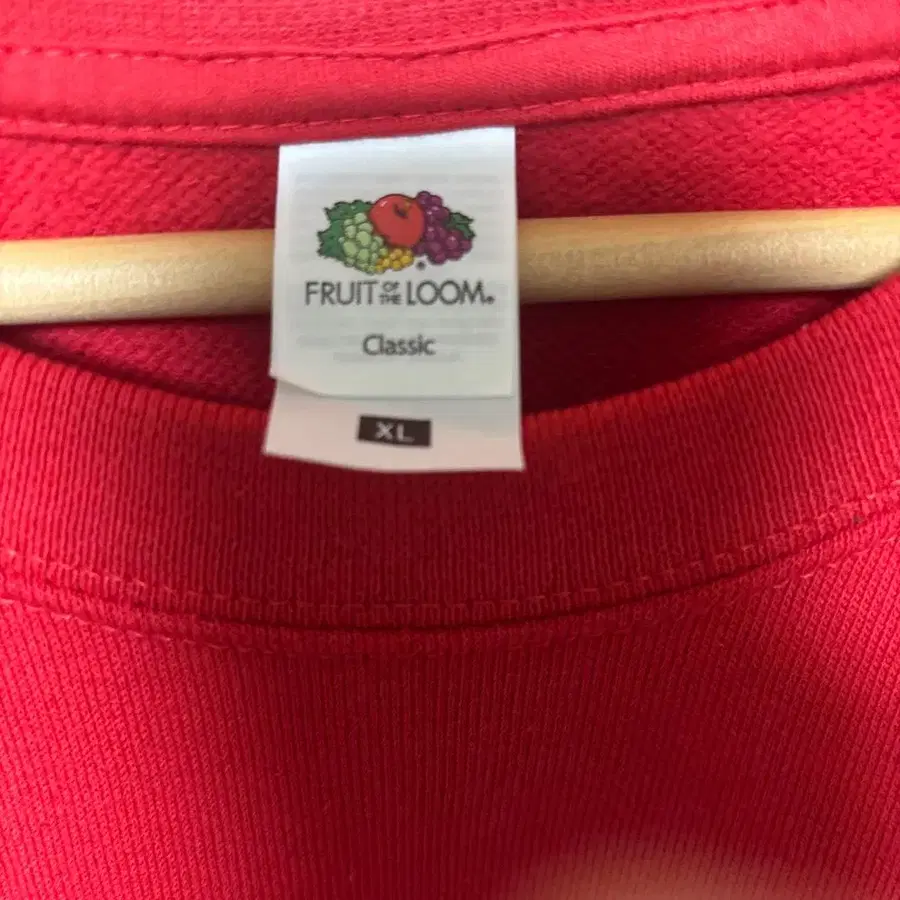 FRUIT OF THE LOOM®
Classic
XL